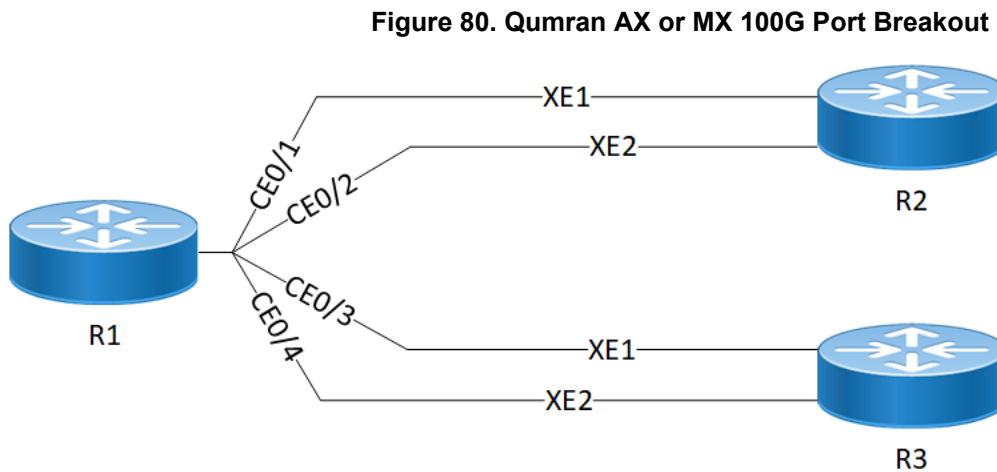 Figure 80. Qumran AX or MX 100G Port Breakout
XE1
XE2
R2
CE0/1
CE0/2
R1
CE0/3
CE0/4
XE1
XE2
R3